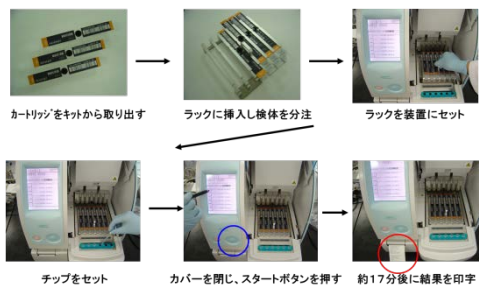 カートリッジをキットから取り出す
ラックに挿入し検体を分注
ラックを装置にセット
チップをセット
カバーを閉じ、スタートボタンを押す
約17分後に結果を印字